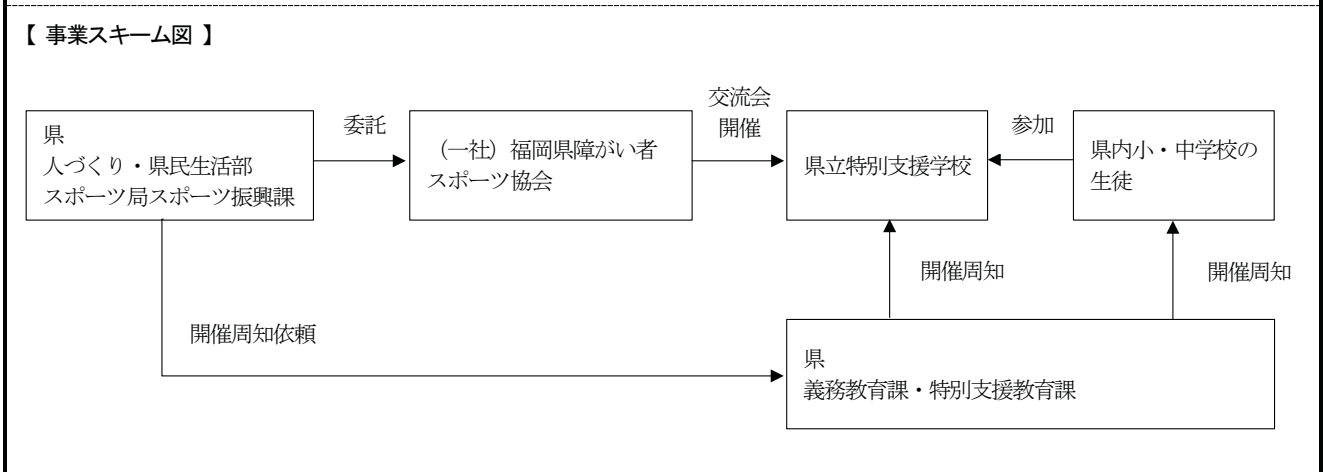 【 事業スキーム図 】
県
人づくり・県民生活部
スポーツ局スポーツ振興課
委託
（一社）福岡県障がい者
スポーツ協会
交流会
開催
県立特別支援学校
参加
県内小・中学校の
生徒
開催周知
開催周知
開催周知依頼
県
義務教育課・特別支援教育課